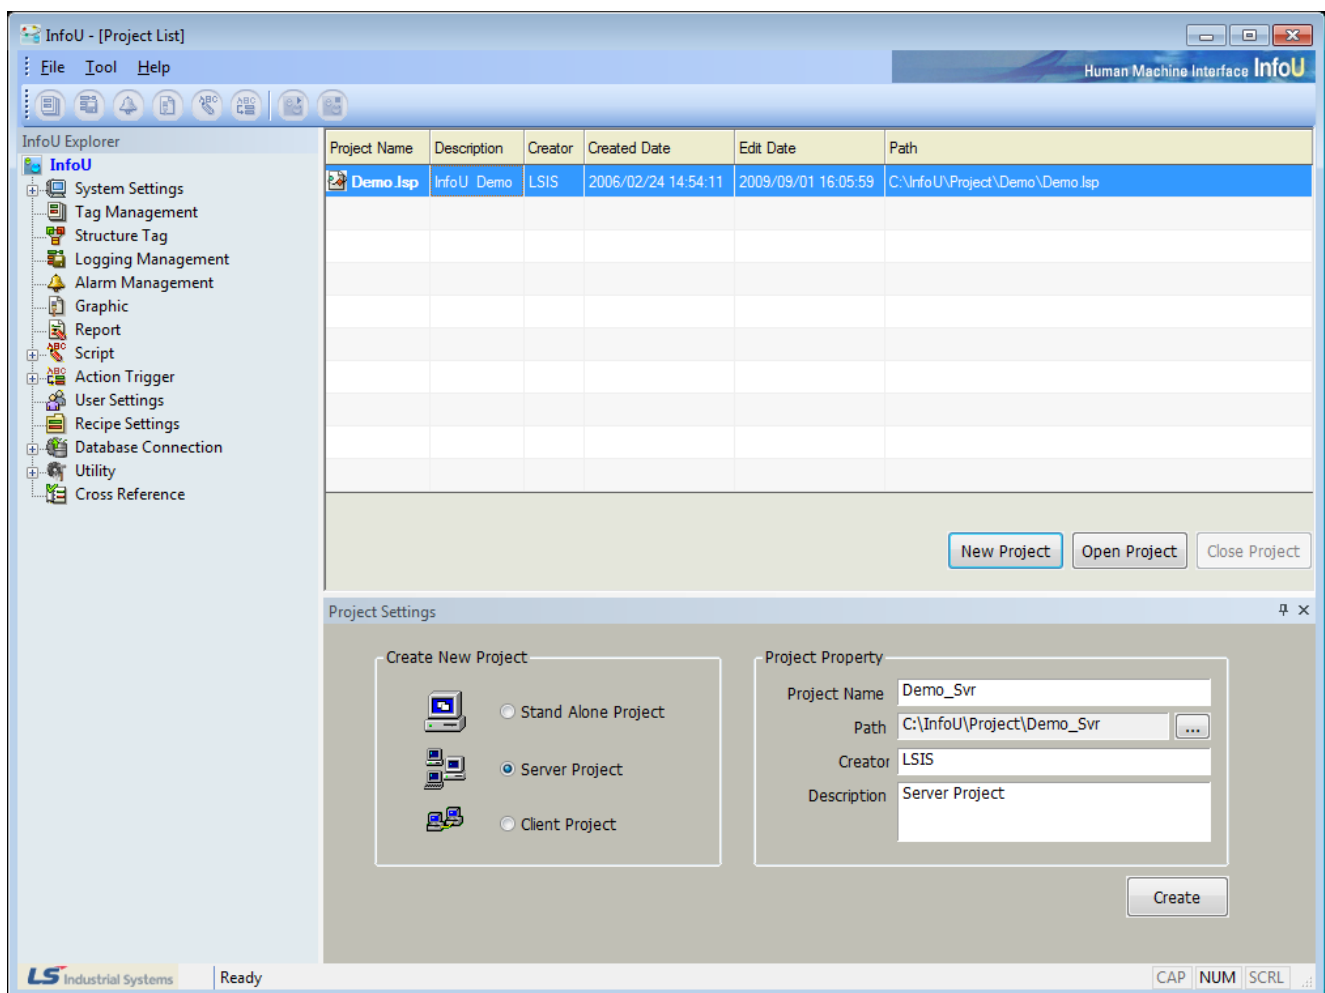 InfoU - [Project List]
File Tool Help
Human Machine Interface InfoU
InfoU Explorer
InfoU
System Settings
Tag Management
Structure Tag
Logging Management
Alarm Management
Graphic
Report
Script
Action Trigger
User Settings
Recipe Settings
Database Connection
Utility
Cross Reference
Project Name Description Creator Created Date Edit Date Path
Demo.lsp InfoU Demo LSIS 2006/02/24 14:54:11 2009/09/01 16:05:59 C:\InfoU\Project\Demo\Demo.lsp
New Project Open Project Close Project
Project Settings
Create New Project
Stand Alone Project
Server Project
Client Project
Project Property
Project Name Demo_Svr
Path C:\InfoU\Project\Demo_Svr ...
Creator LSIS
Description Server Project
Create
LS Industrial Systems Ready CAP NUM SCRL